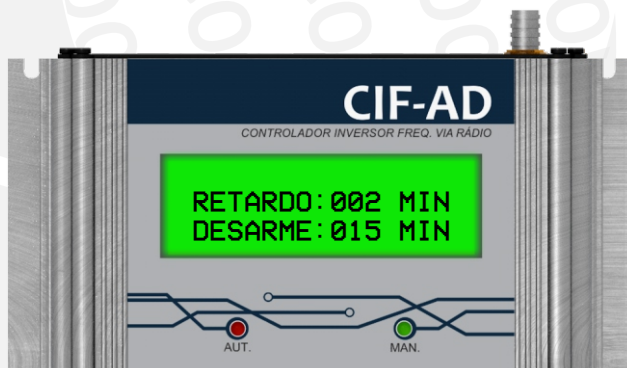 CIF-AD
CONTROLADOR INVERSOR FREQ. VIA RÁDIO
RETARDO:002 MIN
DESARME:015 MIN
AUT.
MAN.